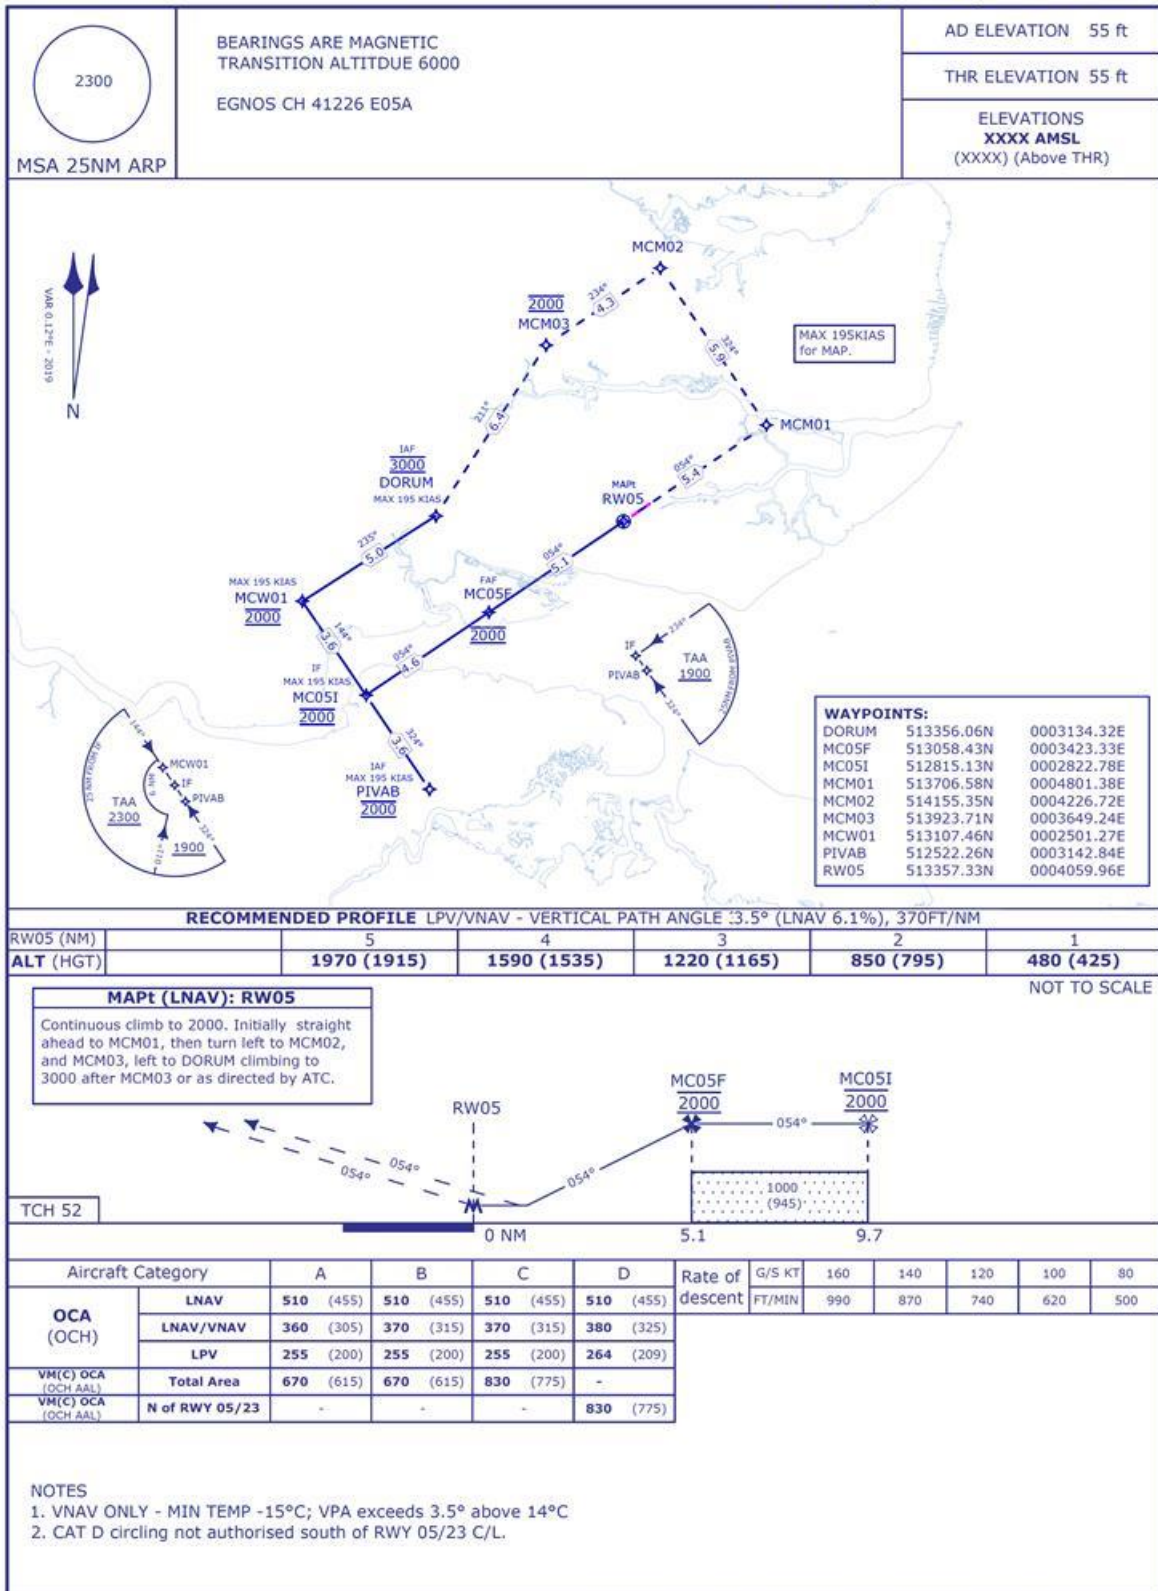 2300
MSA 25NM ARP
BEARINGS ARE MAGNETIC
TRANSITION ALTITDUE 6000
EGNOS CH 41226 E05A
AD ELEVATION 55 ft
THR ELEVATION 55 ft
ELEVATIONS
XXXX AMSL
(XXXX) (Above THR)
VAR 0.12°E - 2019
N
MCM02
234°
4.3
2000
MCM03
324°
5.9
MAX 195KIAS
for MAP.
MCM01
211°
6.4
IAF
3000
DORUM
MAX 195 KIAS
054°
5.4
MAPt
RW05
235°
5.0
054°
5.1
MAX 195 KIAS
MCW01
2000
FAF
MC05F
2000
144°
3.6
054°
4.6
IF
MAX 195 KIAS
MC05I
2000
324°
3.6
IAF
MAX 195 KIAS
PIVAB
2000
234°
IF
PIVAB
TAA
1900
324°
25NM FROM PIVAB
144°
25 NM FROM IF
MCW01
IF
PIVAB
9 NM
TAA
2300
324°
1900
011°
WAYPOINTS:
DORUM 513356.06N 0003134.32E
MC05F 513058.43N 0003423.33E
MC05I 512815.13N 0002822.78E
MCM01 513706.58N 0004801.38E
MCM02 514155.35N 0004226.72E
MCM03 513923.71N 0003649.24E
MCW01 513107.46N 0002501.27E
PIVAB 512522.26N 0003142.84E
RW05 513357.33N 0004059.96E
RECOMMENDED PROFILE LPV/VNAV - VERTICAL PATH ANGLE :3.5° (LNAV 6.1%), 370FT/NM
RW05 (NM) 5 4 3 2 1
ALT (HGT) 1970 (1915) 1590 (1535) 1220 (1165) 850 (795) 480 (425)
NOT TO SCALE
MAPt (LNAV): RW05
Continuous climb to 2000. Initially straight
ahead to MCM01, then turn left to MCM02,
and MCM03, left to DORUM climbing to
3000 after MCM03 or as directed by ATC.
RW05
MC05F
2000
MC05I
2000
054°
054°
054°
054°
1000
(945)
TCH 52
0 NM 5.1 9.7
Aircraft Category A B C D
Rate of descent
G/S KT 160 140 120 100 80
FT/MIN 990 870 740 620 500
OCA
(OCH)
LNAV 510 (455) 510 (455) 510 (455) 510 (455)
LNAV/VNAV 360 (305) 370 (315) 370 (315) 380 (325)
LPV 255 (200) 255 (200) 255 (200) 264 (209)
VM(C) OCA
(OCH AAL)
Total Area 670 (615) 670 (615) 830 (775) -
VM(C) OCA
(OCH AAL)
N of RWY 05/23 - - - 830 (775)
NOTES
1. VNAV ONLY - MIN TEMP -15°C; VPA exceeds 3.5° above 14°C
2. CAT D circling not authorised south of RWY 05/23 C/L.